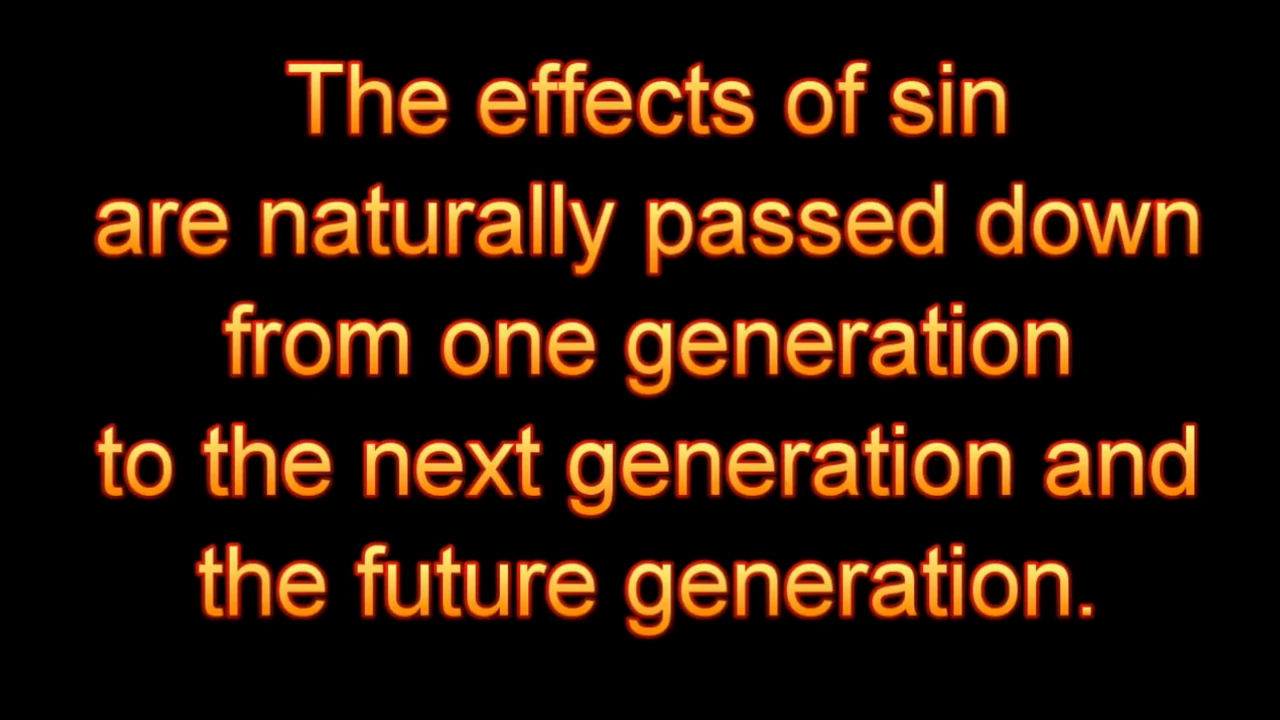 The effects of sin
are naturally passed down
from one generation
to the next generation and
the future generation.